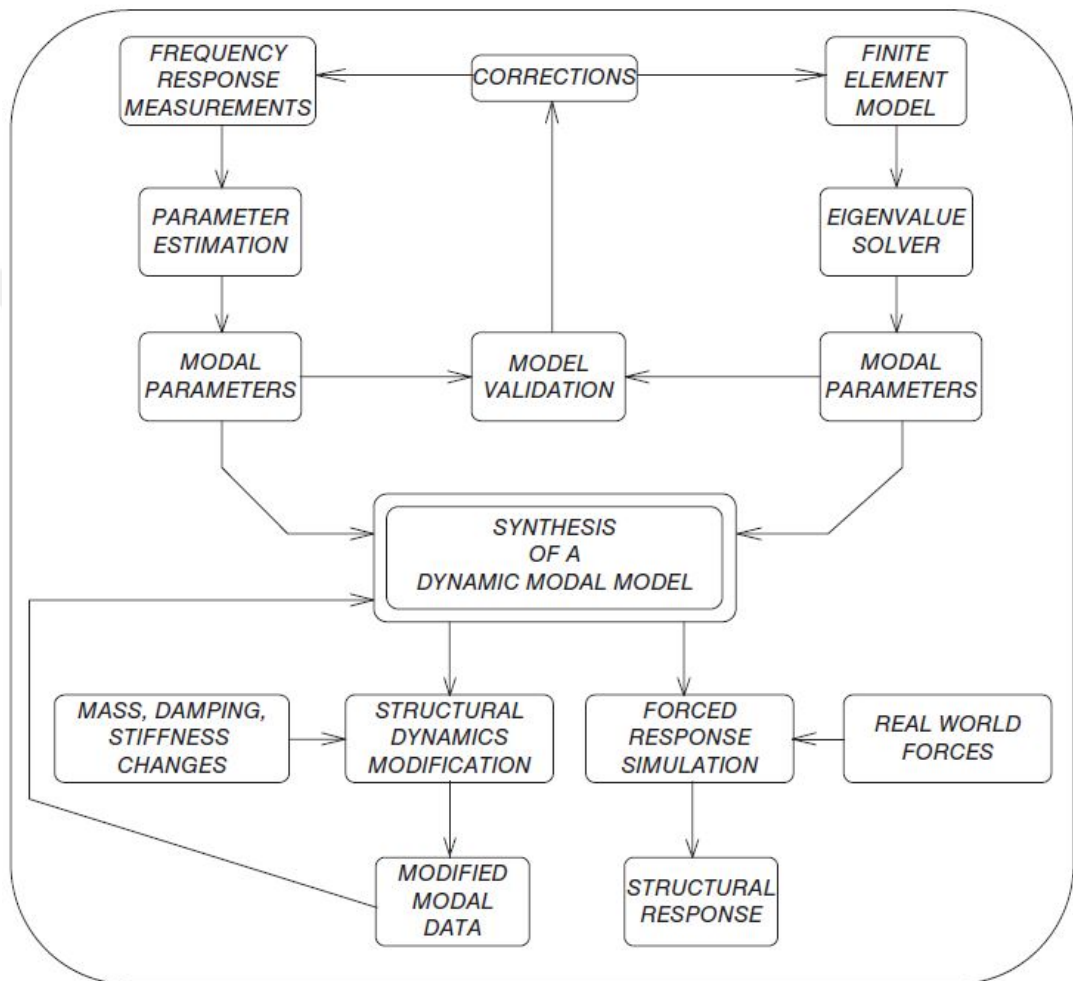 FREQUENCY
RESPONSE
MEASUREMENTS
CORRECTIONS
FINITE
ELEMENT
MODEL
PARAMETER
ESTIMATION
EIGENVALUE
SOLVER
MODAL
PARAMETERS
MODEL
VALIDATION
MODAL
PARAMETERS
SYNTHESIS
OF A
DYNAMIC MODAL MODEL
MASS, DAMPING,
STIFFNESS
CHANGES
STRUCTURAL
DYNAMICS
MODIFICATION
FORCED
RESPONSE
SIMULATION
REAL WORLD
FORCES
MODIFIED
MODAL
DATA
STRUCTURAL
RESPONSE